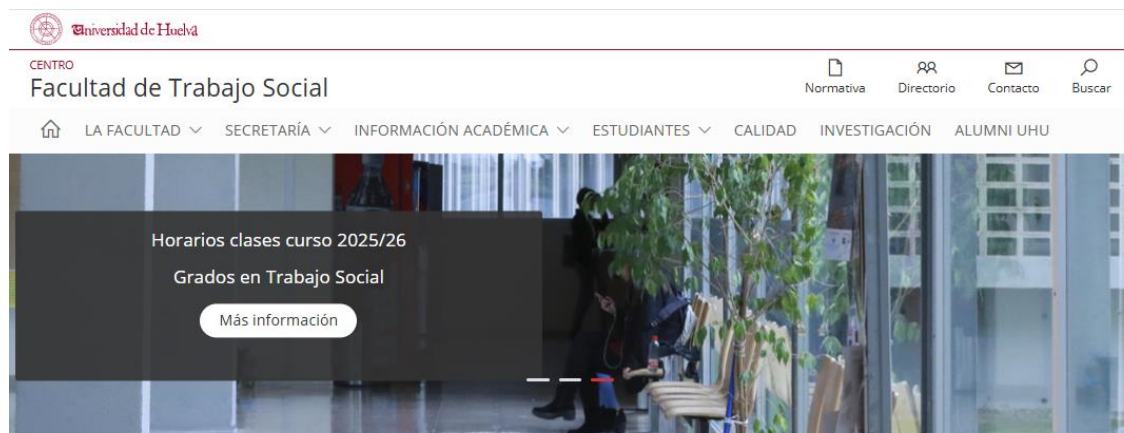 Universidad de Huelva
CENTRO
Facultad de Trabajo Social
Normativa
Directorio
Contacto
Buscar
LA FACULTAD
SECRETARÍA
INFORMACIÓN ACADÉMICA
ESTUDIANTES
CALIDAD
INVESTIGACIÓN
ALUMNI UHU
Horarios clases curso 2025/26
Grados en Trabajo Social
Más información